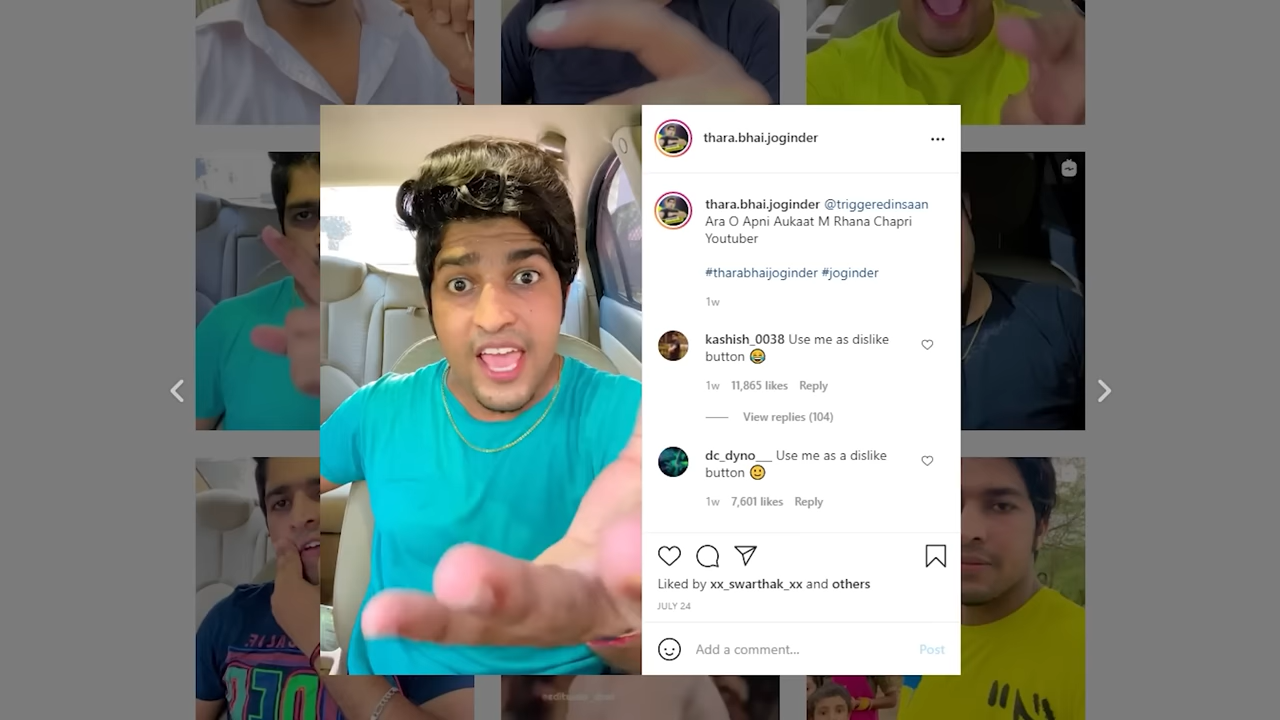 thara.bhai.joginder
thara.bhai.joginder @triggeredinsaan
Ara O Apni Aukaat M Rhana Chapri
Youtuber
#tharabhaijoginder #joginder
1w
kashish_0038 Use me as dislike
button 😂
1w 11,865 likes Reply
View replies (104)
dc_dyno___ Use me as a dislike
button 🙂
1w 7,601 likes Reply
Liked by xx_swarthak_xx and others
JULY 24
Add a comment... Post